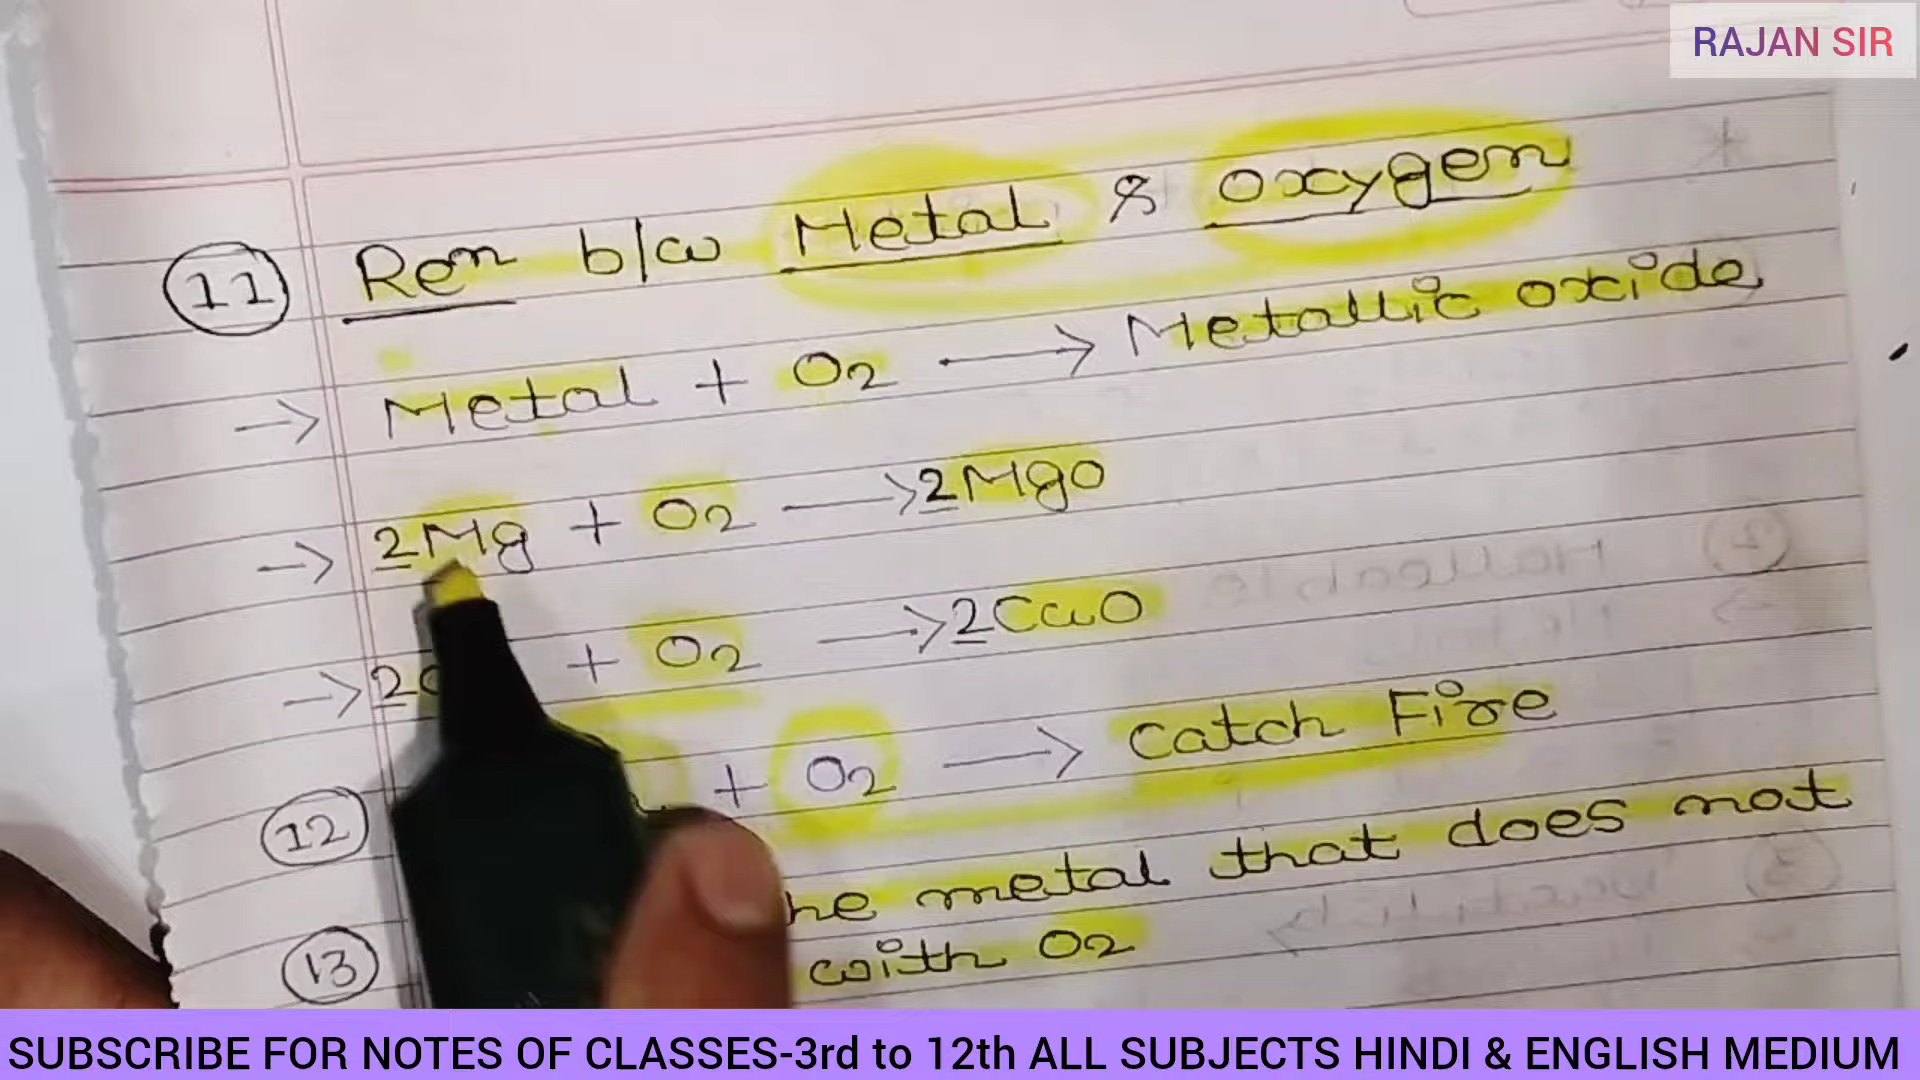 RAJAN SIR
11 Rxn b/w Metal & oxygen
→ Metal + O2 → Metallic oxide
→ 2Mg + O2 → 2MgO
→ 2C + O2 → 2CuO
12 + O2 → Catch Fire
13 he metal that does not
with O2
SUBSCRIBE FOR NOTES OF CLASSES-3rd to 12th ALL SUBJECTS HINDI & ENGLISH MEDIUM